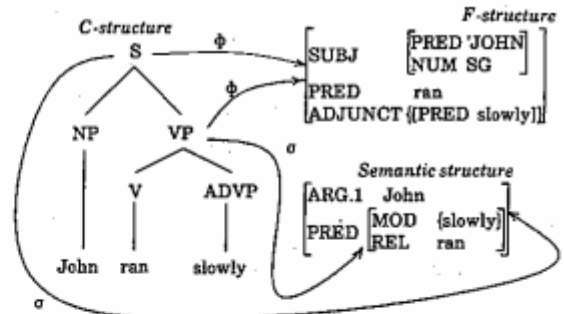 C-structure
F-structure
S
ϕ
SUBJ [PRED 'JOHN
NUM SG]
ϕ
PRED ran
ADJUNCT {[PRED slowly]}
NP VP
σ
Semantic structure
V ADVP
ARG.1 John
PRED [MOD {slowly}
REL ran]
John ran slowly
σ